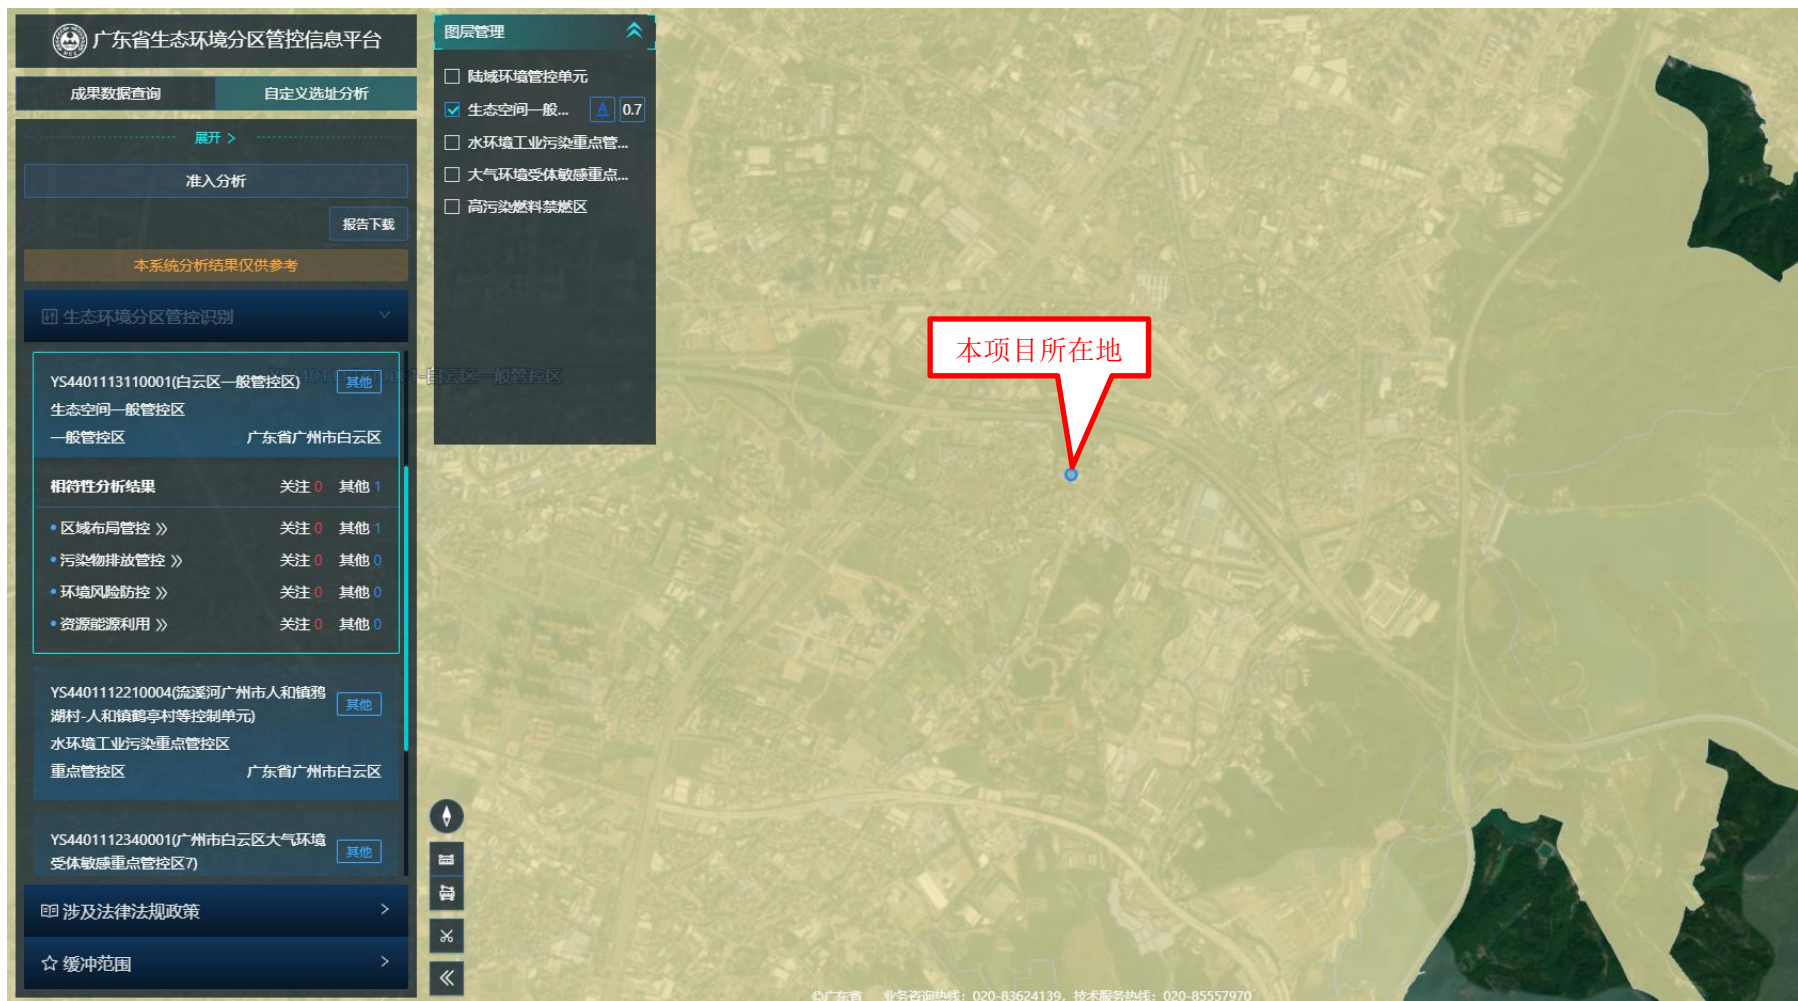 广东省生态环境分区管控信息平台
成果数据查询
自定义选址分析
展开 >
准入分析
报告下载
本系统分析结果仅供参考
生态环境分区管控识别
YS4401113110001(白云区一般管控区)
其他
生态空间一般管控区
一般管控区
广东省广州市白云区
相符性分析结果
关注 0 其他 1
区域布局管控 》
关注 0 其他 1
污染物排放管控 》
关注 0 其他 0
环境风险防控 》
关注 0 其他 0
资源能源利用 》
关注 0 其他 0
YS4401112210004(流溪河广州市人和镇鸦
湖村-人和镇鹤亭村等控制单元)
其他
水环境工业污染重点管控区
重点管控区
广东省广州市白云区
YS4401112340001(广州市白云区大气环境
受体敏感重点管控区7)
其他
涉及法律法规政策
缓冲范围
图层管理
陆域环境管控单元
生态空间一般...
A
0.7
水环境工业污染重点管...
大气环境受体敏感重点...
高污染燃料禁燃区
-白云区一般管控区
本项目所在地
©广东省 业务咨询热线：020-83624139，技术服务热线：020-85557970